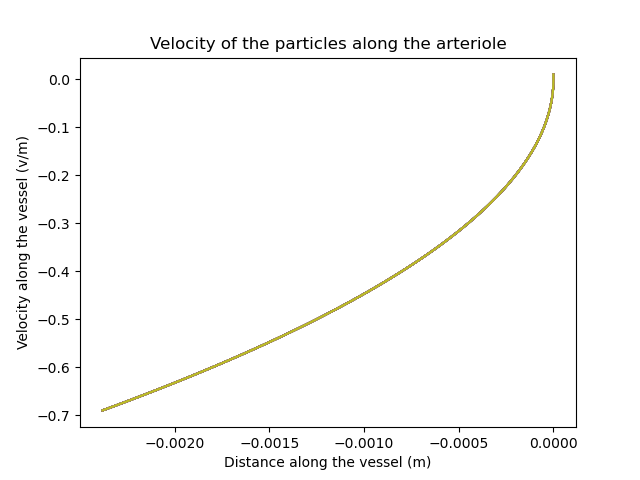 Velocity of the particles along the arteriole
Velocity along the vessel (v/m)
0.0
−0.1
−0.2
−0.3
−0.4
−0.5
−0.6
−0.7
−0.0020 −0.0015 −0.0010 −0.0005 0.0000
Distance along the vessel (m)